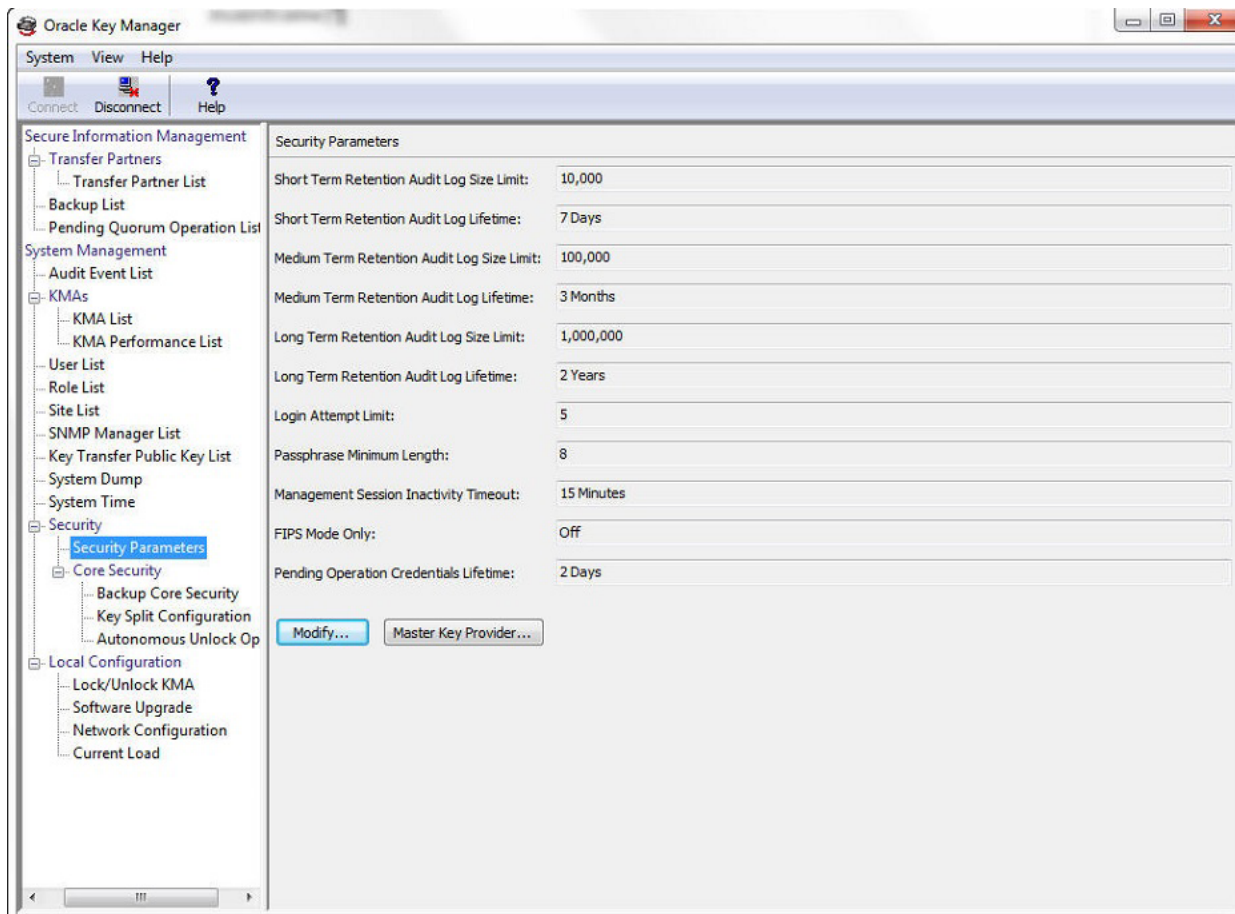 Oracle Key Manager
System View Help
Connect Disconnect Help
Secure Information Management
Transfer Partners
Transfer Partner List
Backup List
Pending Quorum Operation List
System Management
Audit Event List
KMAs
KMA List
KMA Performance List
User List
Role List
Site List
SNMP Manager List
Key Transfer Public Key List
System Dump
System Time
Security
Security Parameters
Core Security
Backup Core Security
Key Split Configuration
Autonomous Unlock Op
Local Configuration
Lock/Unlock KMA
Software Upgrade
Network Configuration
Current Load
Security Parameters
Short Term Retention Audit Log Size Limit: 10,000
Short Term Retention Audit Log Lifetime: 7 Days
Medium Term Retention Audit Log Size Limit: 100,000
Medium Term Retention Audit Log Lifetime: 3 Months
Long Term Retention Audit Log Size Limit: 1,000,000
Long Term Retention Audit Log Lifetime: 2 Years
Login Attempt Limit: 5
Passphrase Minimum Length: 8
Management Session Inactivity Timeout: 15 Minutes
FIPS Mode Only: Off
Pending Operation Credentials Lifetime: 2 Days
Modify... Master Key Provider...